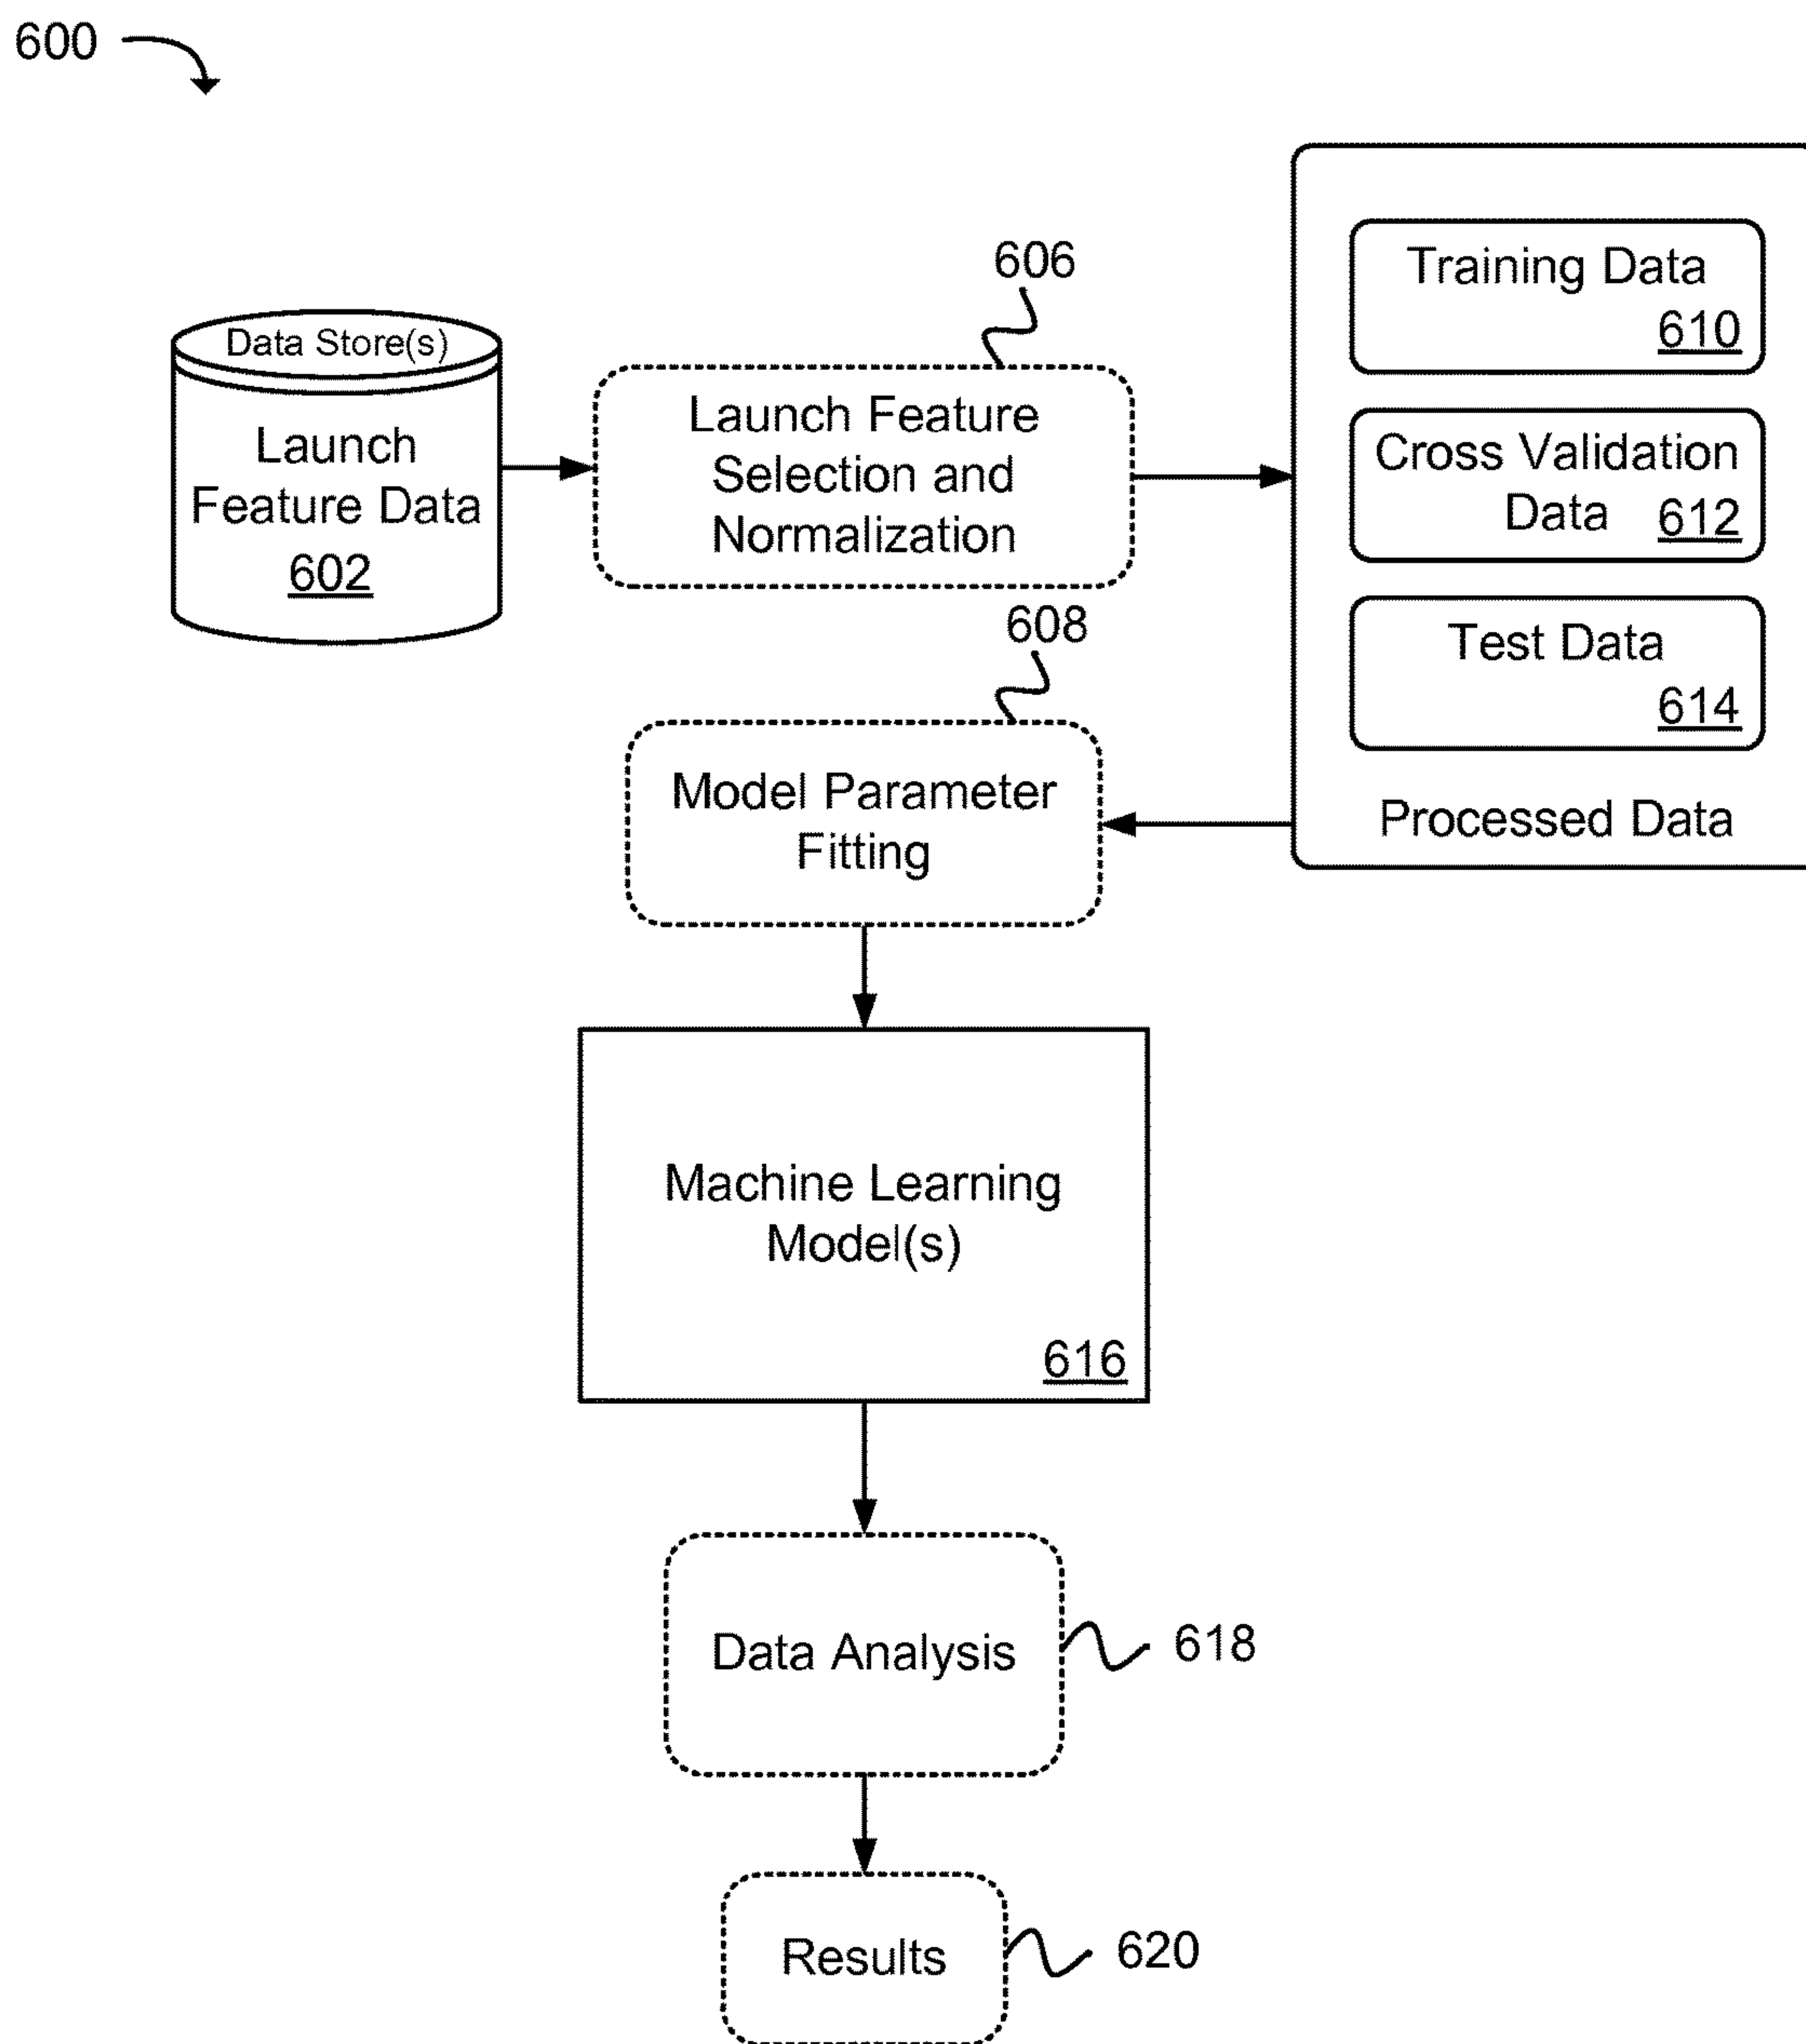 600
Data Store(s)
Launch
Feature Data
602
606
Launch Feature
Selection and
Normalization
Training Data
610
Cross Validation
Data 612
Test Data
614
Processed Data
608
Model Parameter
Fitting
Machine Learning
Model(s)
616
Data Analysis
618
Results
620